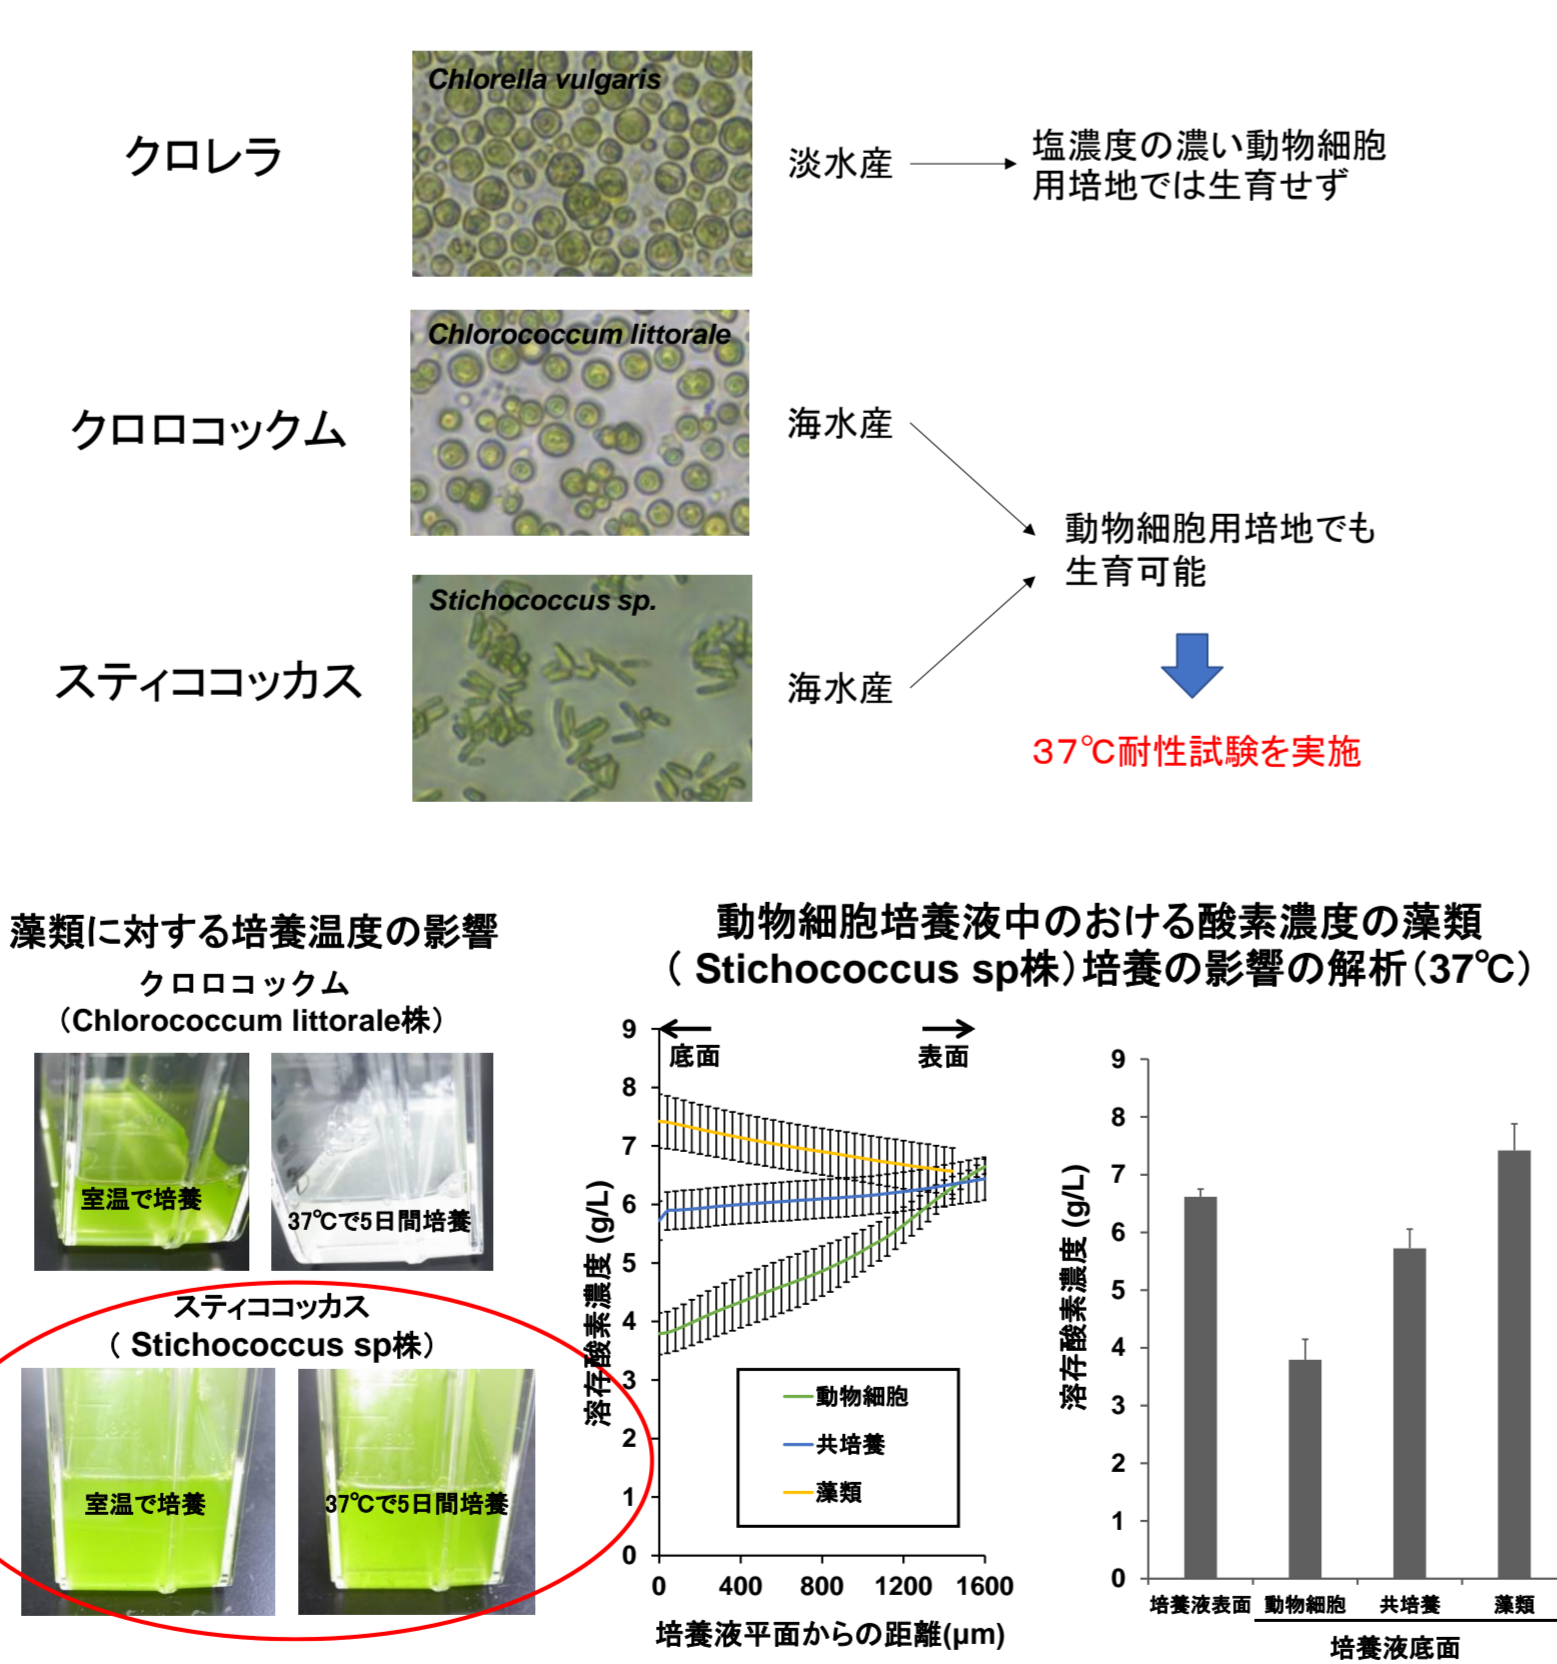 Chlorella vulgaris
クロレラ
淡水産
塩濃度の濃い動物細胞
用培地では生育せず
Chlorococcum littorale
クロロコックム
海水産
動物細胞用培地でも
生育可能
Stichococcus sp.
スティココッカス
海水産
37℃耐性試験を実施
藻類に対する培養温度の影響
クロロコックム
（Chlorococcum littorale株）
室温で培養
37℃で5日間培養
スティココッカス
（ Stichococcus sp株）
室温で培養
37℃で5日間培養
動物細胞培養液中のおける酸素濃度の藻類
（ Stichococcus sp株）培養の影響の解析（37℃）
底面
表面
溶存酸素濃度 (g/L)
9
8
7
6
5
4
3
2
1
0
動物細胞
共培養
藻類
0 400 800 1200 1600
培養液平面からの距離(μm)
溶存酸素濃度 (g/L)
9
8
7
6
5
4
3
2
1
0
培養液表面 動物細胞 共培養 藻類
培養液底面